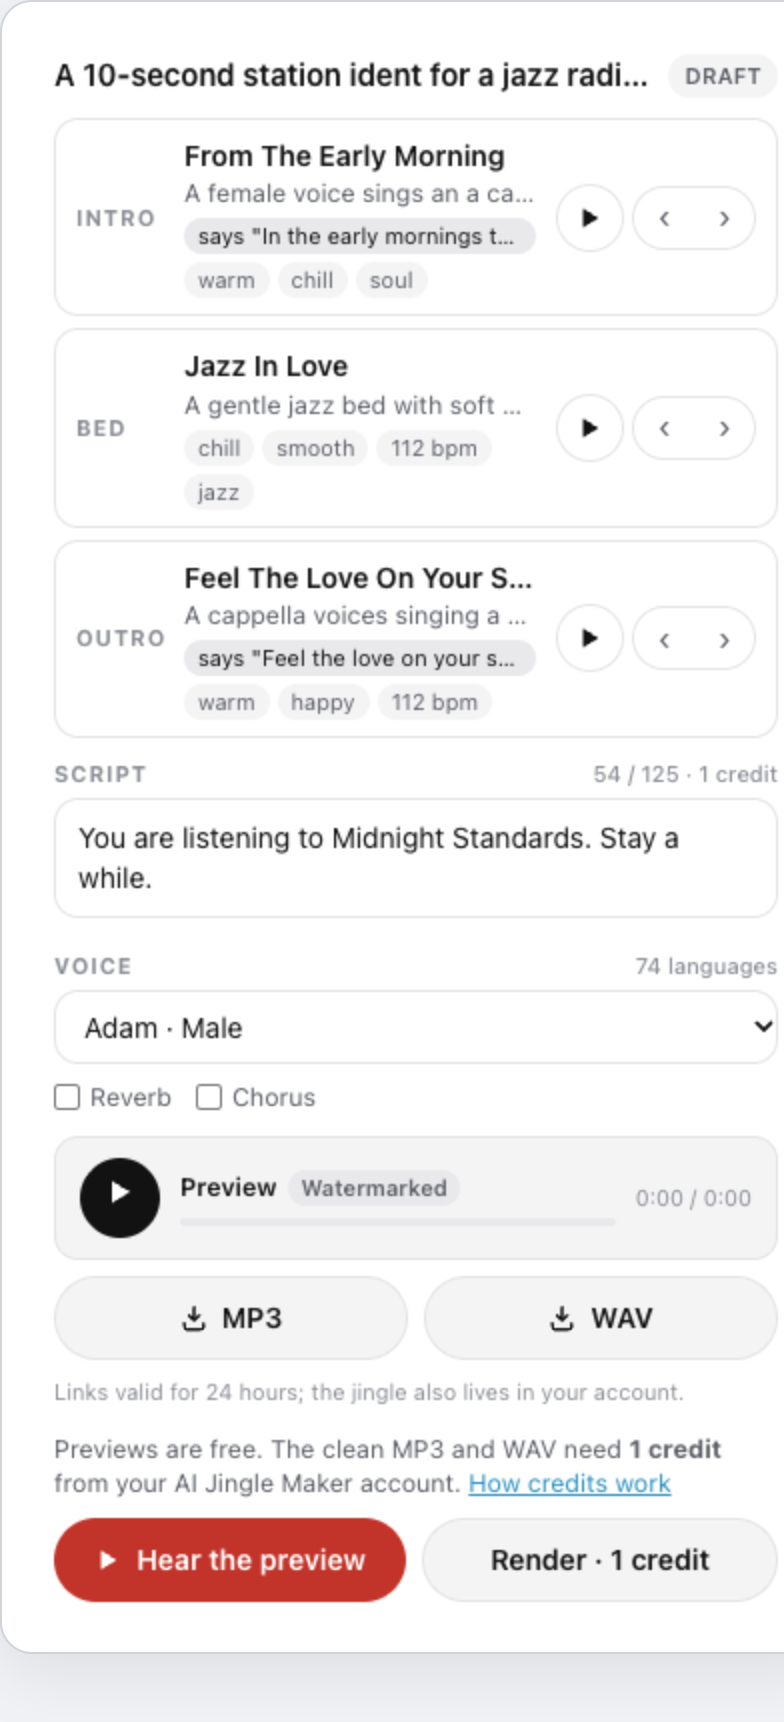 A 10-second station ident for a jazz radi... DRAFT
INTRO
From The Early Morning
A female voice sings an a ca...
says "In the early mornings t...
warm chill soul
BED
Jazz In Love
A gentle jazz bed with soft ...
chill smooth 112 bpm
jazz
OUTRO
Feel The Love On Your S...
A cappella voices singing a ...
says "Feel the love on your s...
warm happy 112 bpm
SCRIPT 54 / 125 · 1 credit
You are listening to Midnight Standards. Stay a
while.
VOICE 74 languages
Adam · Male
Reverb Chorus
Preview Watermarked 0:00 / 0:00
MP3 WAV
Links valid for 24 hours; the jingle also lives in your account.
Previews are free. The clean MP3 and WAV need 1 credit
from your AI Jingle Maker account. How credits work
Hear the preview Render · 1 credit